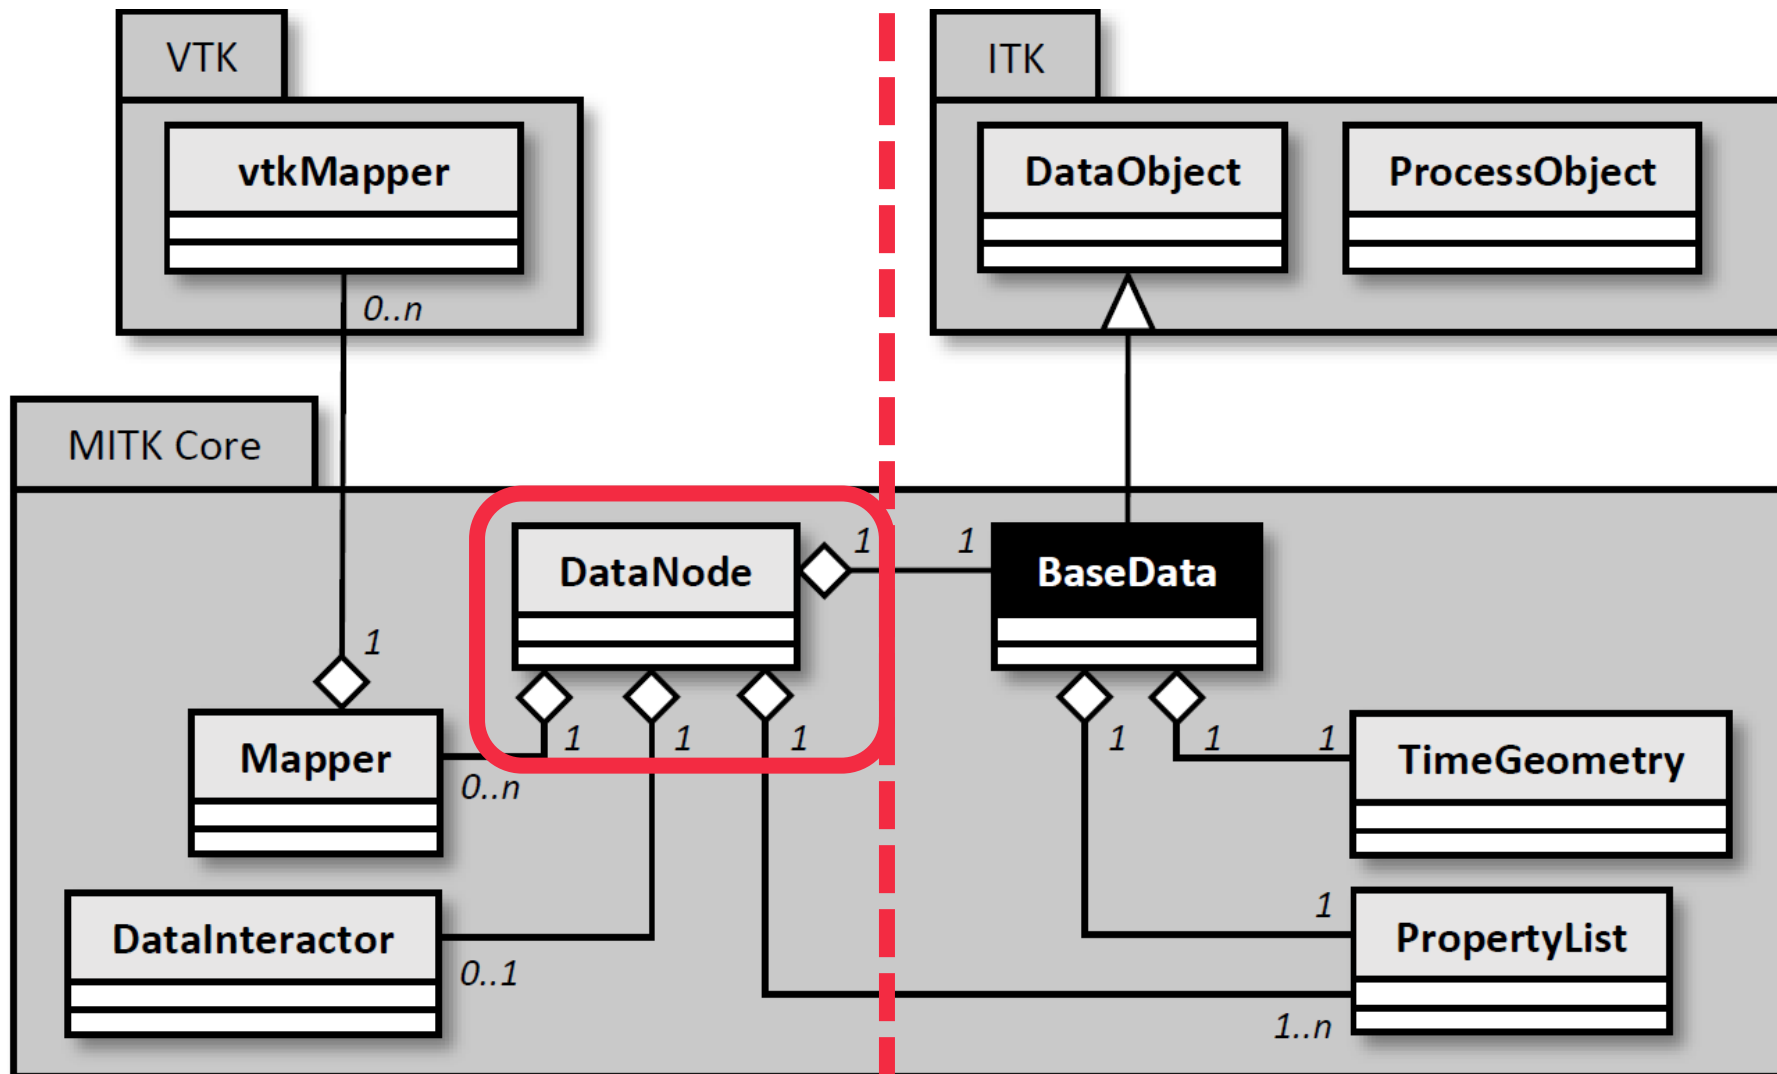 VTK
ITK
vtkMapper
DataObject
ProcessObject
0..n
MITK Core
DataNode
1
1
BaseData
1
Mapper
0..n
1
1
1
1
1
1
TimeGeometry
DataInteractor
0..1
1
PropertyList
1..n